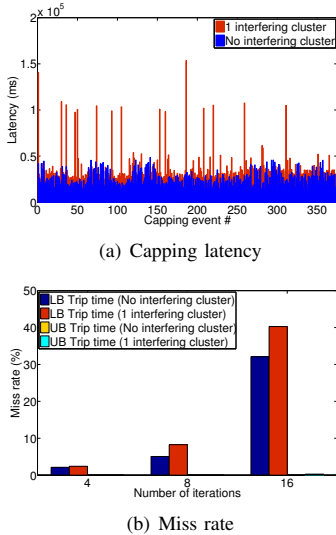 x 10^5
2
1.5
1
0.5
0
Latency (ms)
1 interfering cluster
No interfering cluster
0 50 100 150 200 250 300 350
Capping event #
(a) Capping latency
50
40
30
20
10
0
Miss rate (%)
LB Trip time (No interfering cluster)
LB Trip time (1 interfering cluster)
UB Trip time (No interfering cluster)
UB Trip time (1 interfering cluster)
4 8 16
Number of iterations
(b) Miss rate